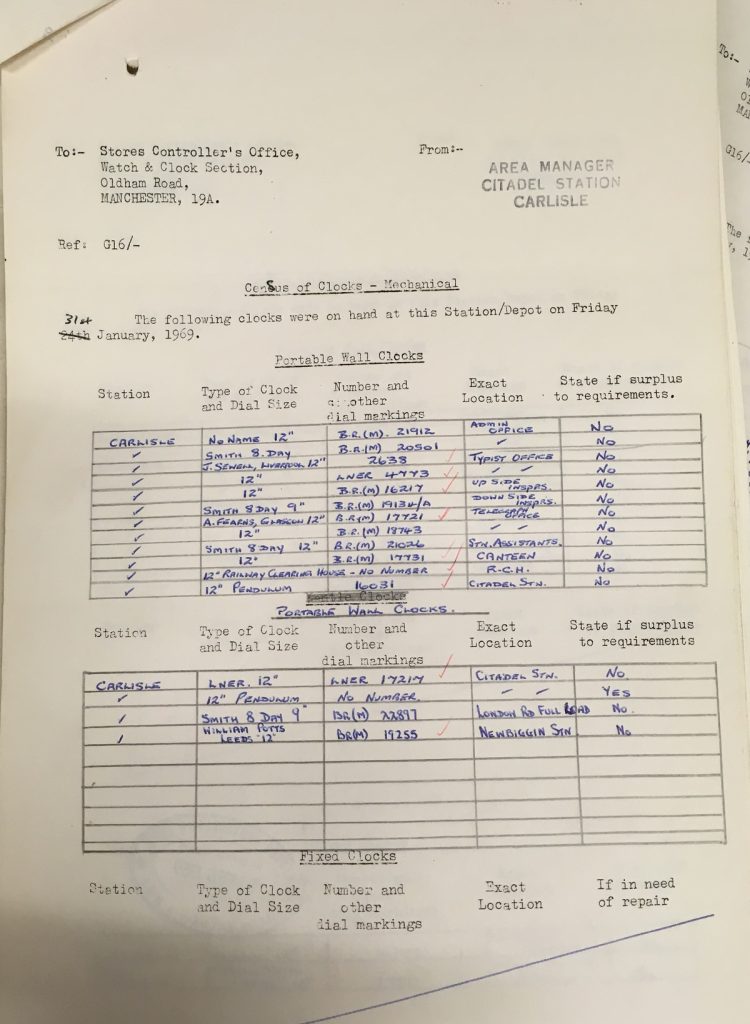 To:- Stores Controller's Office,
Watch & Clock Section,
Oldham Road,
MANCHESTER, 19A.
From:-
AREA MANAGER
CITADEL STATION
CARLISLE
Ref: G16/-
CenSus of Clocks - Mechanical
31st
The following clocks were on hand at this Station/Depot on Friday
24th January, 1969.
Portable Wall Clocks
Station Type of Clock and Dial Size Number and other dial markings Exact Location State if surplus to requirements.
CARLISLE NO NAME 12" B.R.(M). 21912 ADMIN OFFICE NO
✓ SMITH 8 DAY B.R.(M) 20501 ✓ NO
✓ J. SEWELL, LIVERPOOL 12" 2638 TYPIST OFFICE NO
✓ 12" LNER 4773 " " NO
✓ 12" B.R.(M) 16217 UP SIDE INSPRS. NO
✓ SMITH 8 DAY 9" B.R.(M) 19134/A DOWN SIDE INSPRS. NO
✓ A. FEARNS, GLASGOW 12" B.R.(M) 17721 TELEGRAPH OFFICE NO
✓ 12" B.R.(M) 18743 " " NO
✓ SMITH 8 DAY 12" B.R.(M) 21026 STN. ASSISTANTS. NO
✓ 12" B.R.(M) 17731 CANTEEN NO
✓ 12" RAILWAY CLEARING HOUSE - NO NUMBER R.C.H. NO
✓ 12" PENDULUM 16031 CITADEL STN. NO
PORTABLE WALL CLOCKS.
Station Type of Clock and Dial Size Number and other dial markings Exact Location State if surplus to requirements
CARLISLE LNER. 12" LNER 17217 CITADEL STN. NO.
✓ 12" PENDULUM NO NUMBER. " " YES
✓ SMITH 8 DAY 9" BR(M) 22897 LONDON RD FULL LOAD NO.
✓ WILLIAM POTTS LEEDS 12" BR(M) 19255 NEWBIGGIN STN NO
Fixed Clocks
Station Type of Clock and Dial Size Number and other dial markings Exact Location If in need of repair
To:-
G16/
The